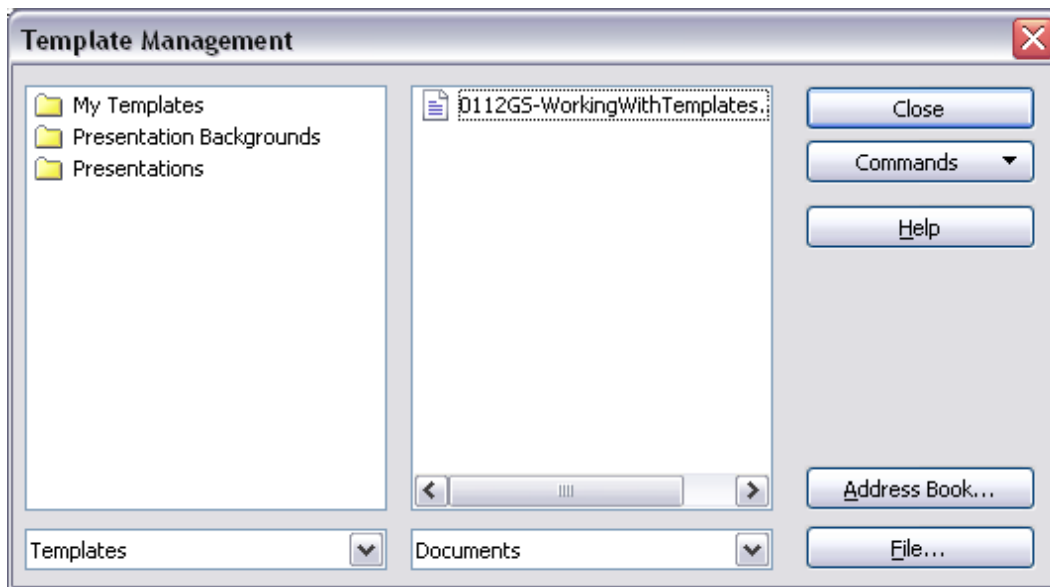 Template Management
My Templates
Presentation Backgrounds
Presentations
0112GS-WorkingWithTemplates.
Close
Commands
Help
Address Book...
Templates
Documents
File...